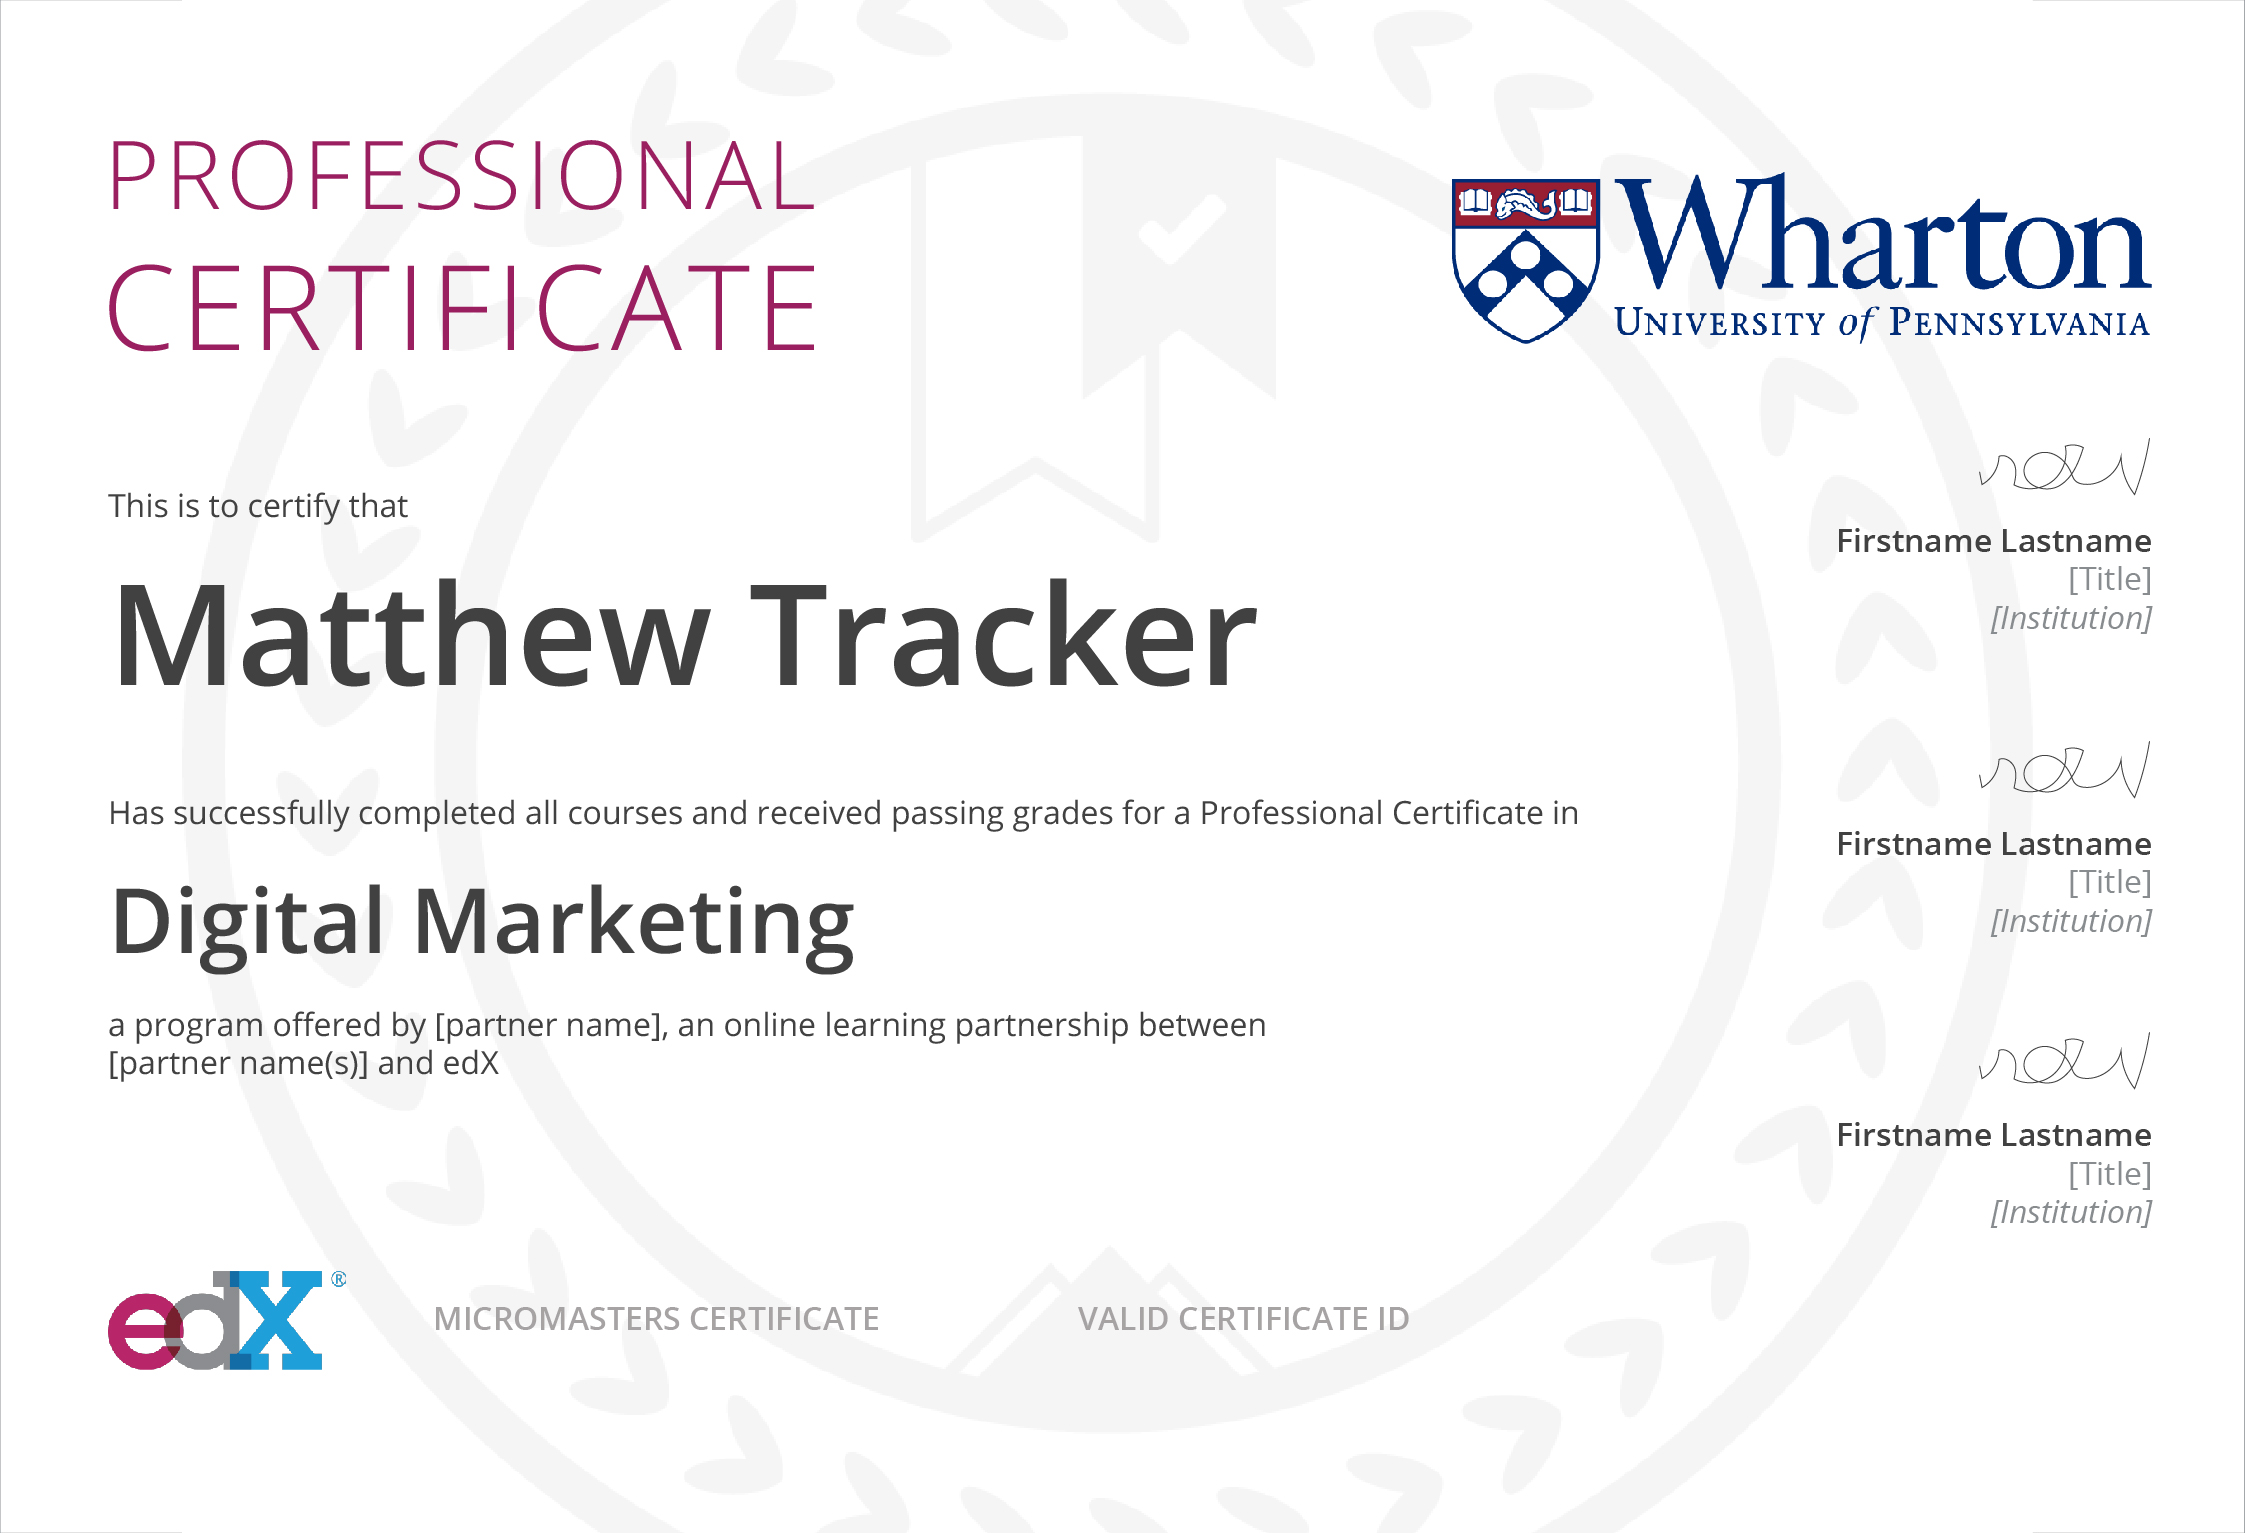 PROFESSIONAL
CERTIFICATE
Wharton
UNIVERSITY of PENNSYLVANIA
This is to certify that
Matthew Tracker
Has successfully completed all courses and received passing grades for a Professional Certificate in
Digital Marketing
a program offered by [partner name], an online learning partnership between
[partner name(s)] and edX
Firstname Lastname
[Title]
[Institution]
Firstname Lastname
[Title]
[Institution]
Firstname Lastname
[Title]
[Institution]
edX®
MICROMASTERS CERTIFICATE
VALID CERTIFICATE ID